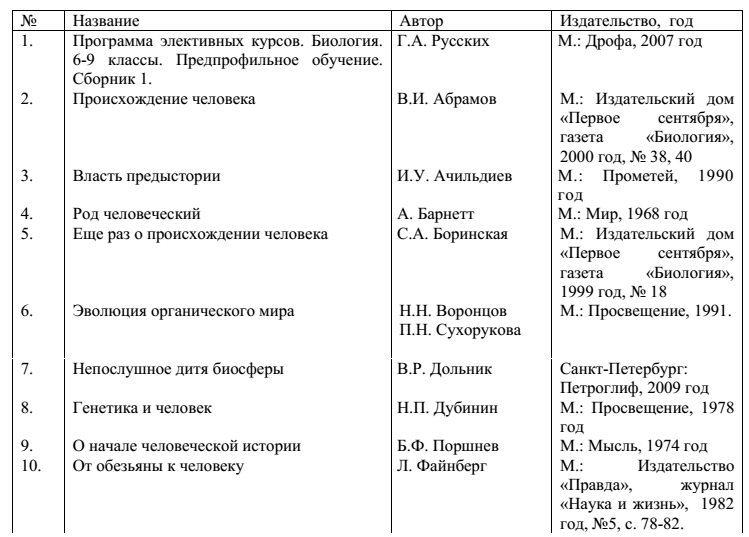 № Название Автор Издательство, год
1. Программа элективных курсов. Биология. Г.А. Русских М.: Дрофа, 2007 год
6-9 классы. Предпрофильное обучение.
Сборник 1.
2. Происхождение человека В.И. Абрамов М.: Издательский дом
«Первое сентября»,
газета «Биология»,
2000 год, № 38, 40
3. Власть предыстории И.У. Ачильдиев М.: Прометей, 1990
год
4. Род человеческий А. Барнетт М.: Мир, 1968 год
5. Еще раз о происхождении человека С.А. Боринская М.: Издательский дом
«Первое сентября»,
газета «Биология»,
1999 год, № 18
6. Эволюция органического мира Н.Н. Воронцов М.: Просвещение, 1991.
П.Н. Сухорукова
7. Непослушное дитя биосферы В.Р. Дольник Санкт-Петербург:
Петроглиф, 2009 год
8. Генетика и человек Н.П. Дубинин М.: Просвещение, 1978
год
9. О начале человеческой истории Б.Ф. Поршнев М.: Мысль, 1974 год
10. От обезьяны к человеку Л. Файнберг М.: Издательство
«Правда», журнал
«Наука и жизнь», 1982
год, №5, с. 78-82.